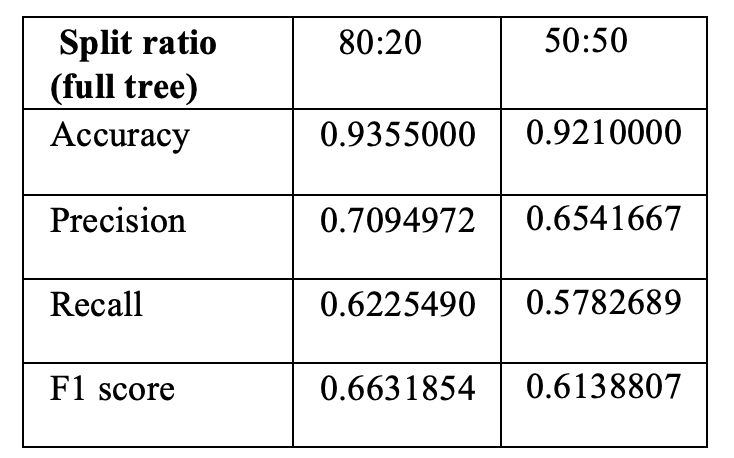 Split ratio (full tree) 80:20 50:50
Accuracy 0.9355000 0.9210000
Precision 0.7094972 0.6541667
Recall 0.6225490 0.5782689
F1 score 0.6631854 0.6138807